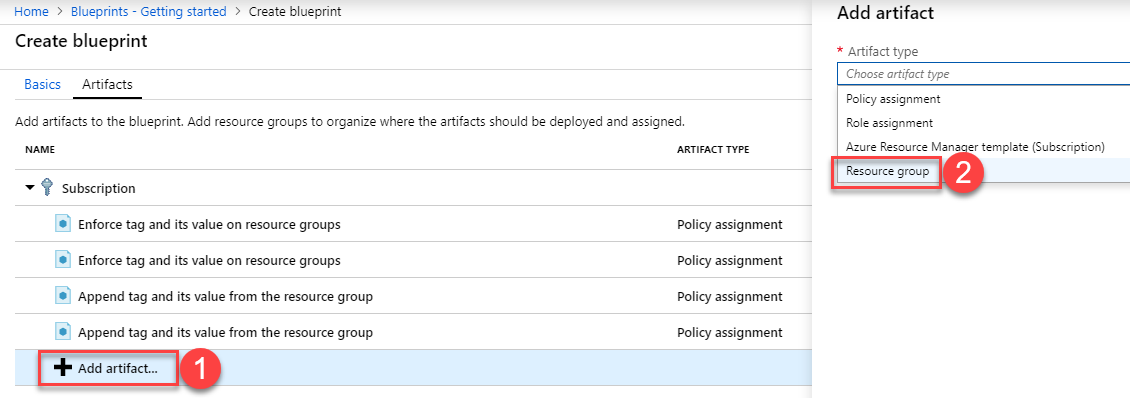 Home > Blueprints - Getting started > Create blueprint
Create blueprint
Basics Artifacts
Add artifacts to the blueprint. Add resource groups to organize where the artifacts should be deployed and assigned.
NAME ARTIFACT TYPE
Subscription
Enforce tag and its value on resource groups Policy assignment
Enforce tag and its value on resource groups Policy assignment
Append tag and its value from the resource group Policy assignment
Append tag and its value from the resource group Policy assignment
Add artifact... 1
Add artifact
* Artifact type
Choose artifact type
Policy assignment
Role assignment
Azure Resource Manager template (Subscription)
Resource group 2